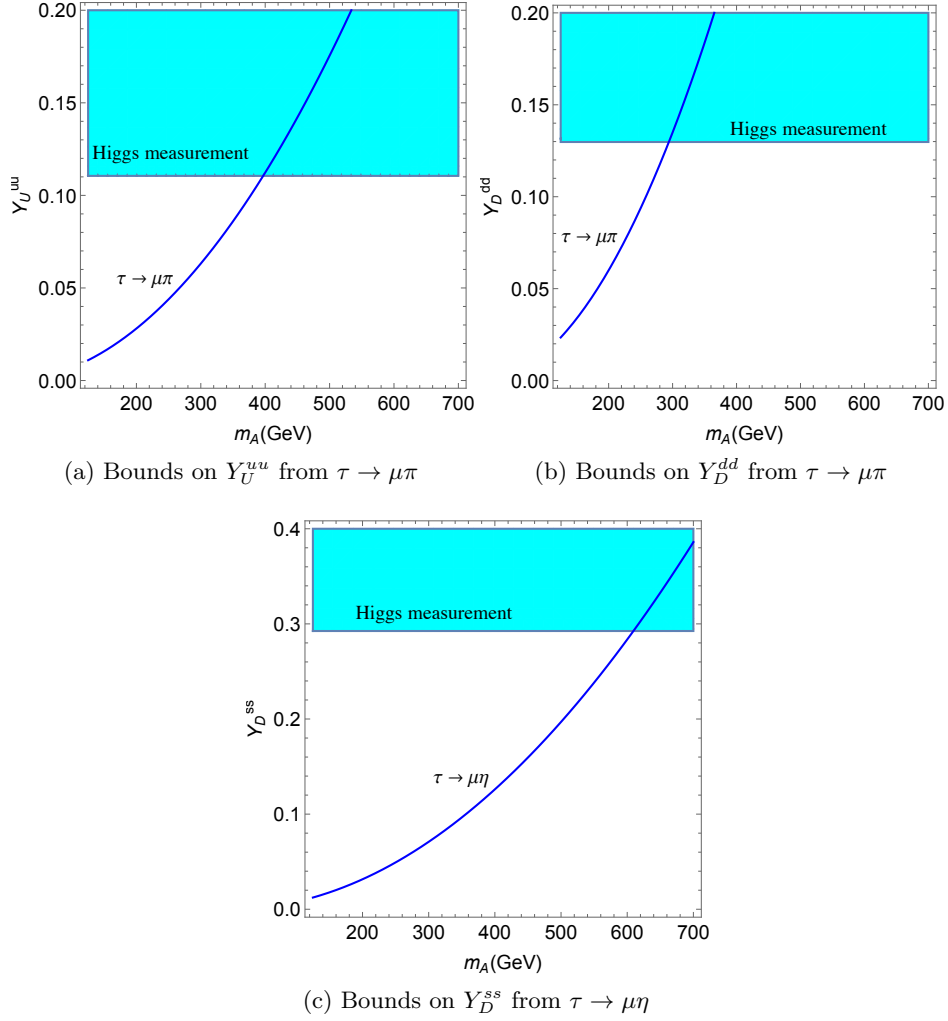 0.20
0.15
0.10
0.05
0.00
Y_U^{uu}
Higgs measurement
τ → μπ
200 300 400 500 600 700
m_A(GeV)
(a) Bounds on Y_U^{uu} from τ → μπ
0.20
0.15
0.10
0.05
0.00
Y_D^{dd}
Higgs measurement
τ → μπ
200 300 400 500 600 700
m_A(GeV)
(b) Bounds on Y_D^{dd} from τ → μπ
0.4
0.3
0.2
0.1
0.0
Y_D^{ss}
Higgs measurement
τ → μη
200 300 400 500 600 700
m_A(GeV)
(c) Bounds on Y_D^{ss} from τ → μη